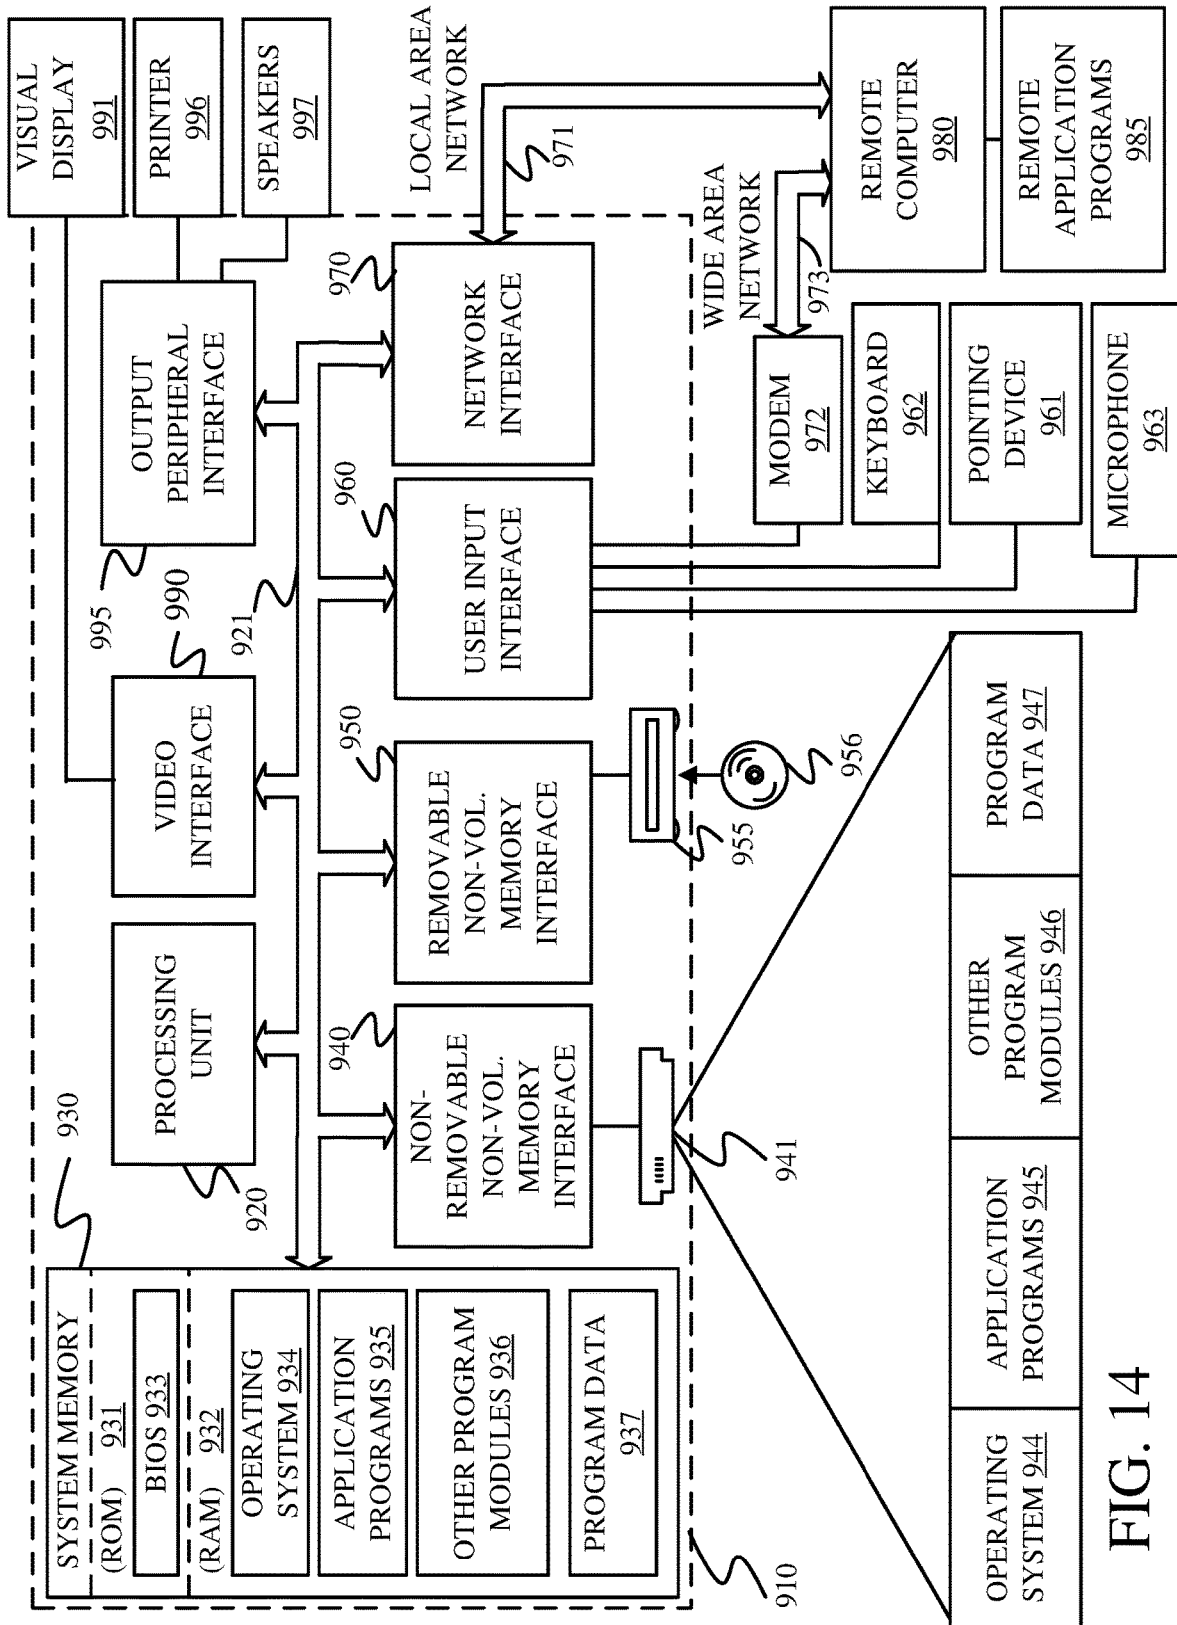 SYSTEM MEMORY
(ROM) 931
BIOS 933
(RAM) 932
OPERATING
SYSTEM 934
APPLICATION
PROGRAMS 935
OTHER PROGRAM
MODULES 936
PROGRAM DATA
937
930
PROCESSING
UNIT
920
VIDEO
INTERFACE
990
OUTPUT
PERIPHERAL
INTERFACE
995
921
VISUAL
DISPLAY
991
PRINTER
996
SPEAKERS
997
NON-
REMOVABLE
NON-VOL.
MEMORY
INTERFACE
940
REMOVABLE
NON-VOL.
MEMORY
INTERFACE
950
USER INPUT
INTERFACE
960
NETWORK
INTERFACE
970
LOCAL AREA
NETWORK
971
910
941
955
956
WIDE AREA
NETWORK
973
MODEM
972
KEYBOARD
962
POINTING
DEVICE
961
MICROPHONE
963
REMOTE
COMPUTER
980
REMOTE
APPLICATION
PROGRAMS
985
OPERATING
SYSTEM 944
APPLICATION
PROGRAMS 945
OTHER
PROGRAM
MODULES 946
PROGRAM
DATA 947
FIG. 14